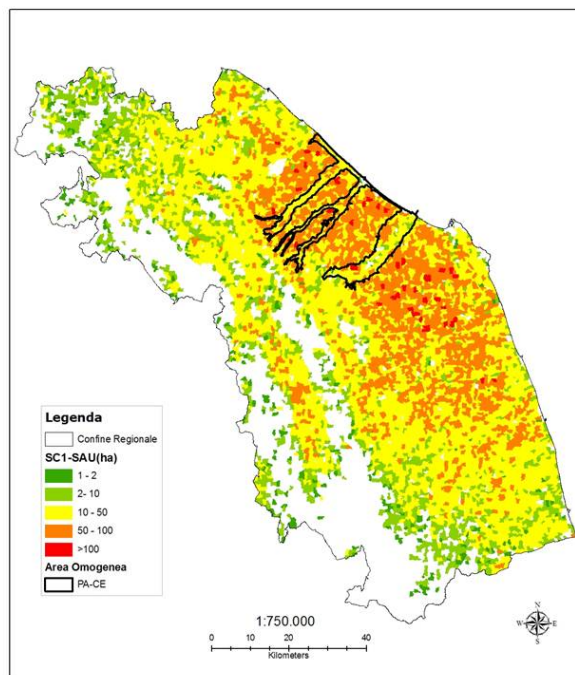 Legenda
Confine Regionale
SC1-SAU(ha)
1 - 2
2- 10
10 - 50
50 - 100
>100
Area Omogenea
PA-CE
1:750.000
0 10 20 40
Kilometers
N
W E
S